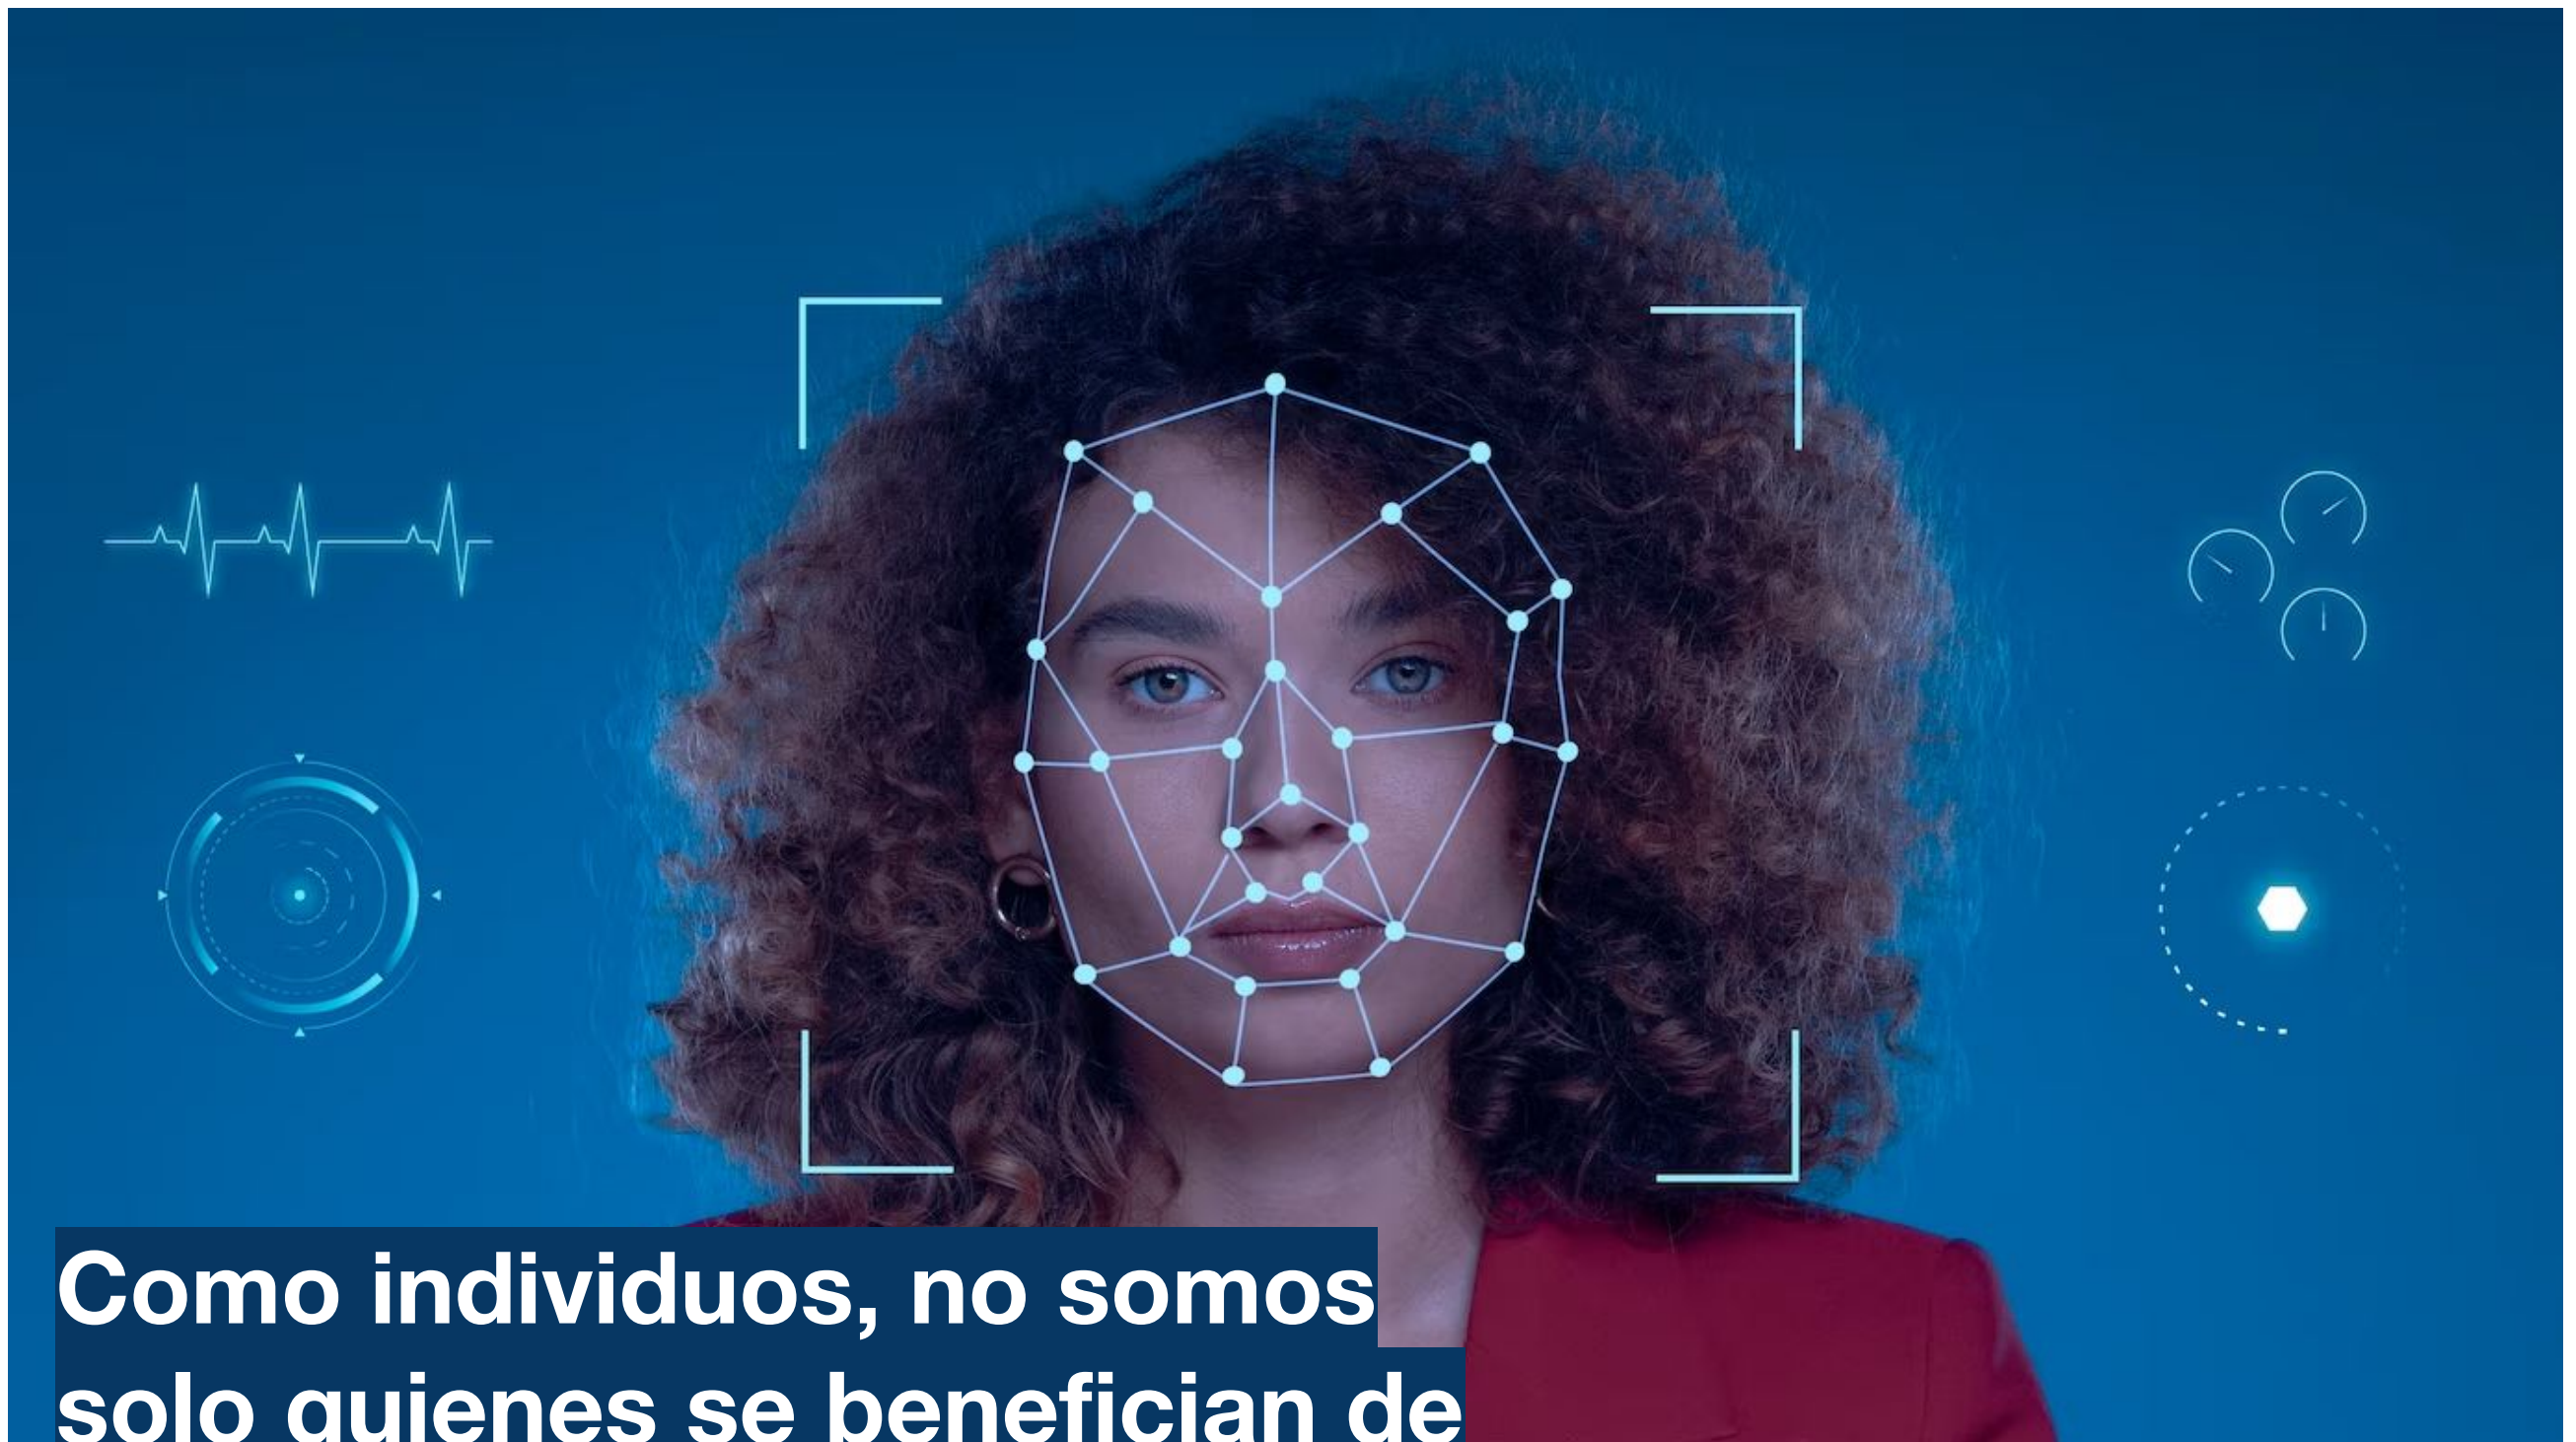 Como individuos, no somos
solo quienes se benefician de